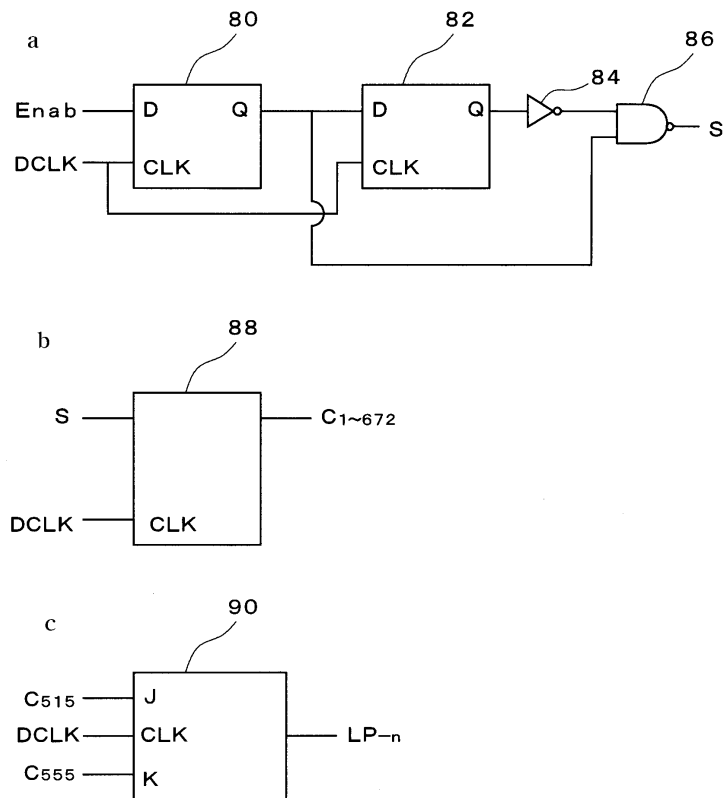 a
80
82
84
86
Enab
D
Q
D
Q
S
DCLK
CLK
CLK
b
88
S
C1~672
DCLK
CLK
c
90
C515
J
DCLK
CLK
LP-n
C555
K